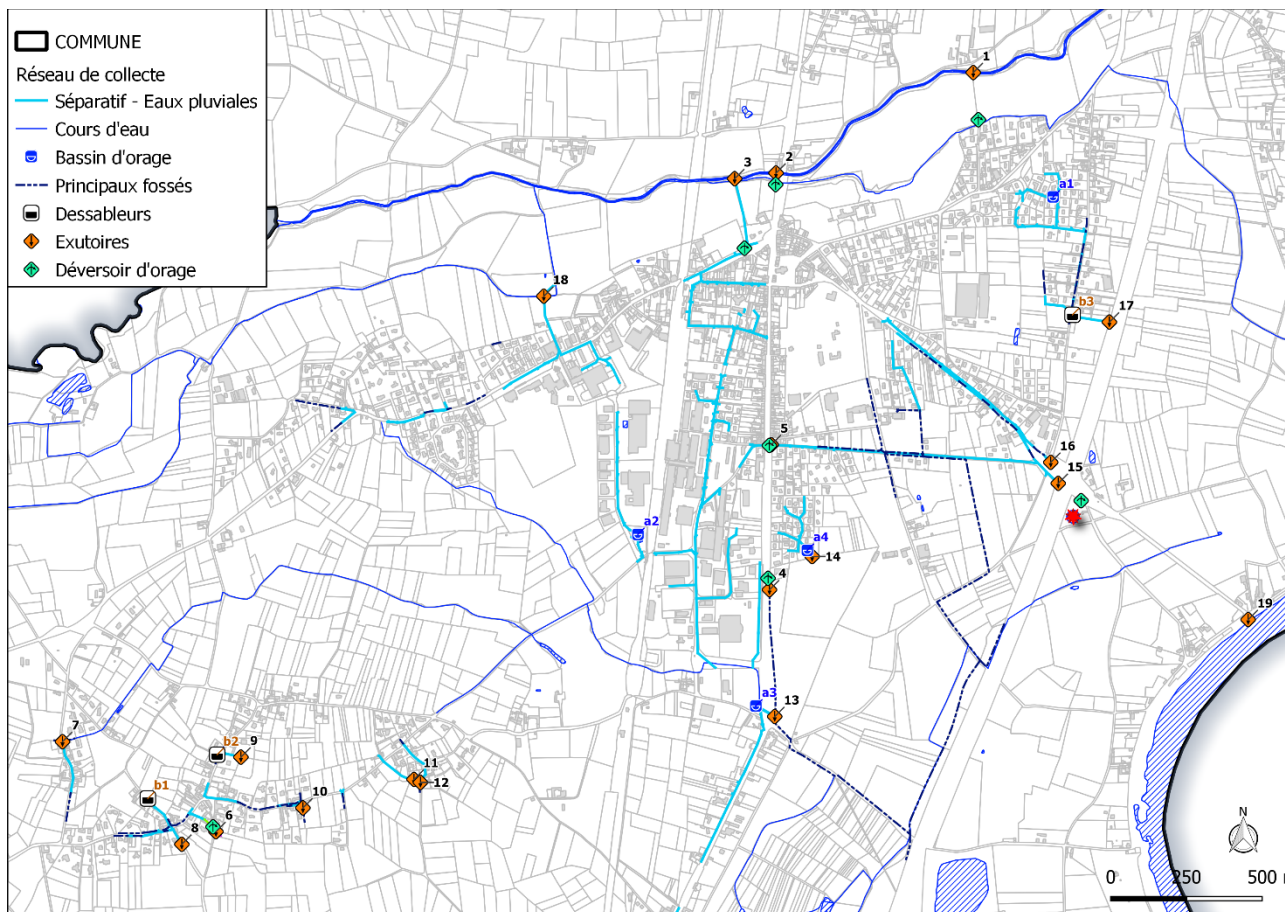 COMMUNE
Réseau de collecte
Séparatif - Eaux pluviales
Cours d'eau
Bassin d'orage
Principaux fossés
Dessableurs
Exutoires
Déversoir d'orage
1
2
3
a1
18
b3
17
5
16
15
a2
a4
14
4
19
a3
13
7
b2
9
11
12
b1
10
6
8
N
0 250 500 m